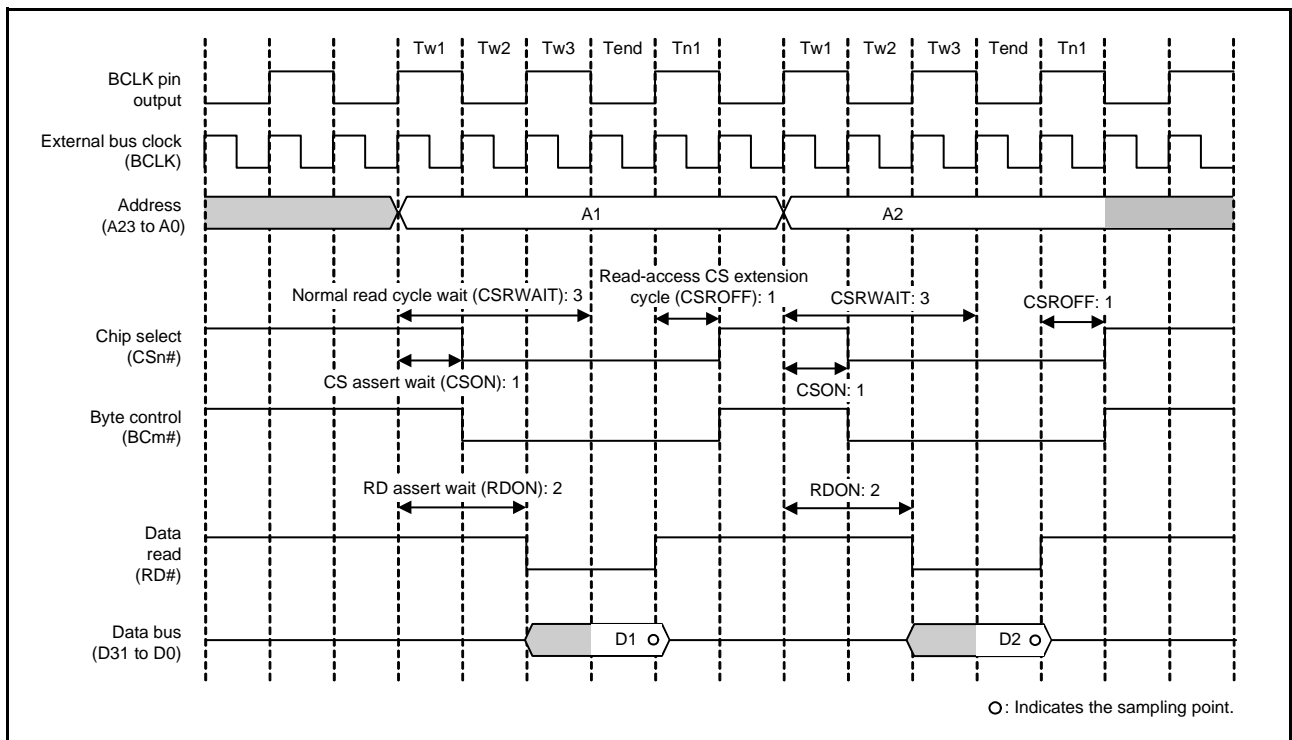 Tw1 Tw2 Tw3 Tend Tn1 Tw1 Tw2 Tw3 Tend Tn1
BCLK pin
output
External bus clock
(BCLK)
Address
(A23 to A0)
A1 A2
Read-access CS extension
cycle (CSROFF): 1
Normal read cycle wait (CSRWAIT): 3
CSRWAIT: 3
CSROFF: 1
Chip select
(CSn#)
CS assert wait (CSON): 1
CSON: 1
Byte control
(BCm#)
RD assert wait (RDON): 2
RDON: 2
Data
read
(RD#)
Data bus
(D31 to D0)
D1 D2
: Indicates the sampling point.